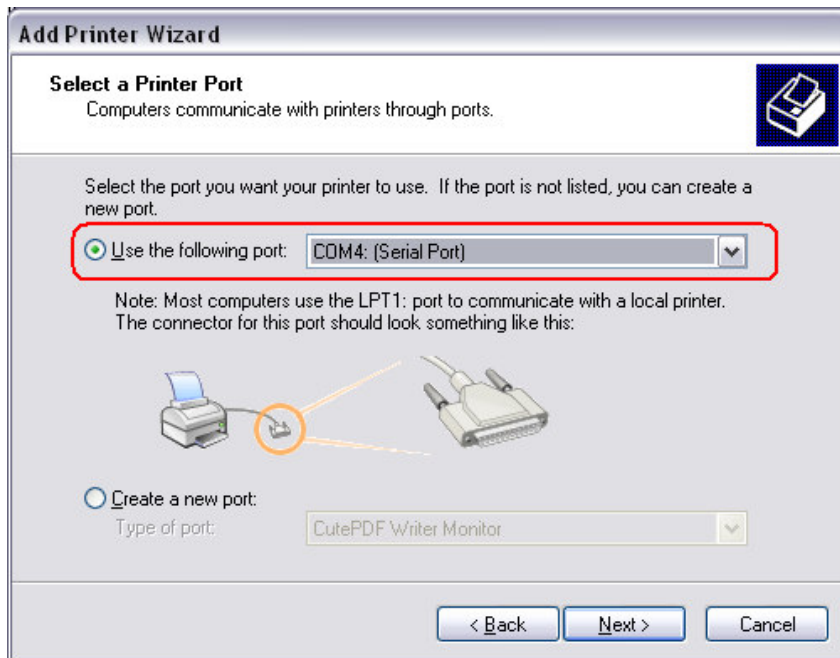 Add Printer Wizard
Select a Printer Port
Computers communicate with printers through ports.
Select the port you want your printer to use. If the port is not listed, you can create a
new port.
Use the following port: COM4: (Serial Port)
Note: Most computers use the LPT1: port to communicate with a local printer.
The connector for this port should look something like this:
Create a new port:
Type of port: CutePDF Writer Monitor
< Back Next > Cancel